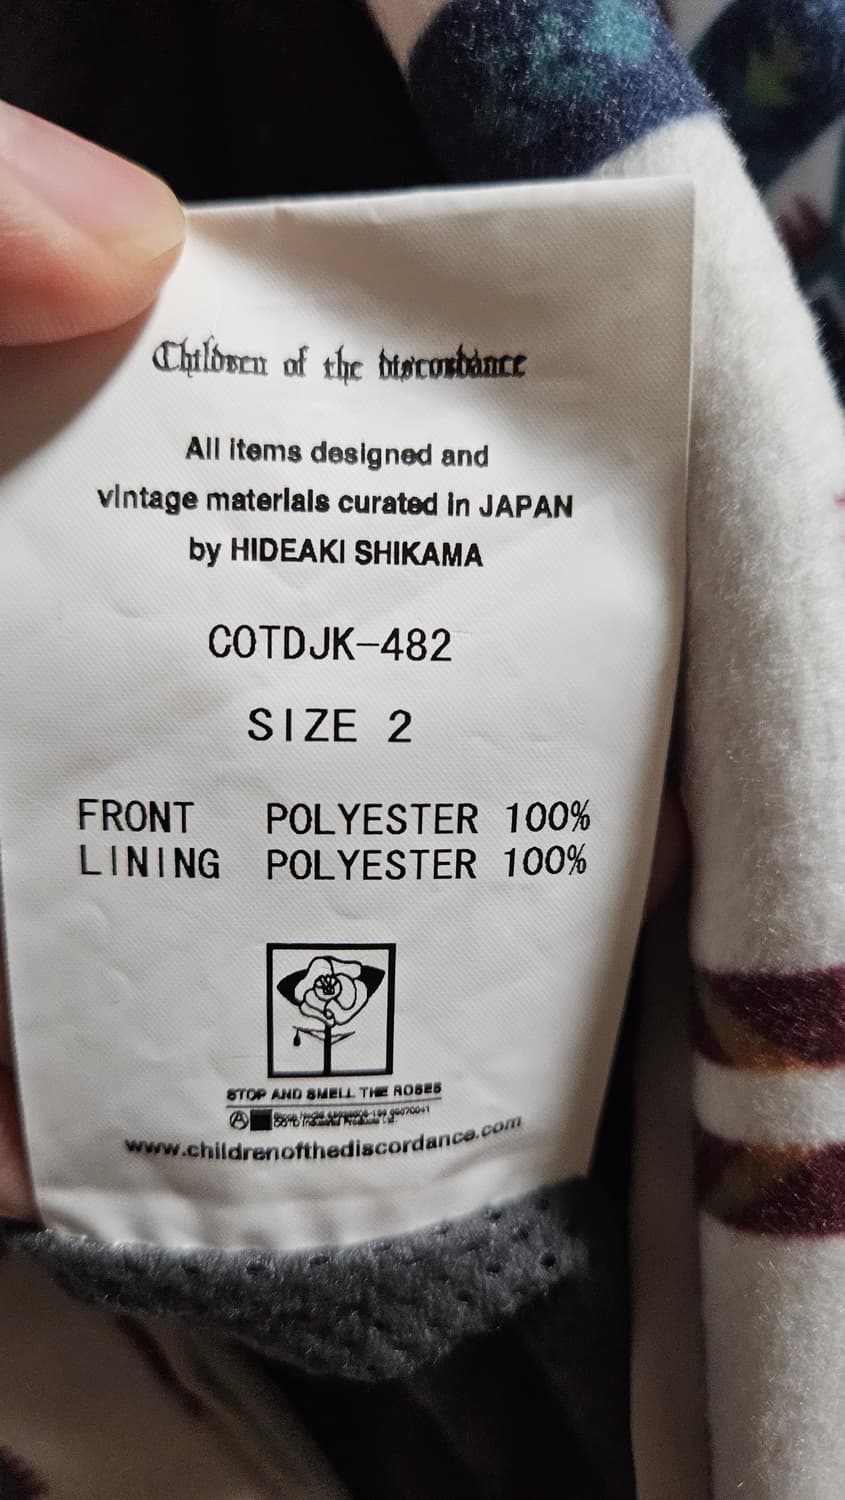 Children of the discordance
All items designed and
vintage materials curated in JAPAN
by HIDEAKI SHIKAMA
COTDJK-482
SIZE 2
FRONT POLYESTER 100%
LINING POLYESTER 100%
STOP AND SMELL THE ROSES
www.childrenofthediscordance.com